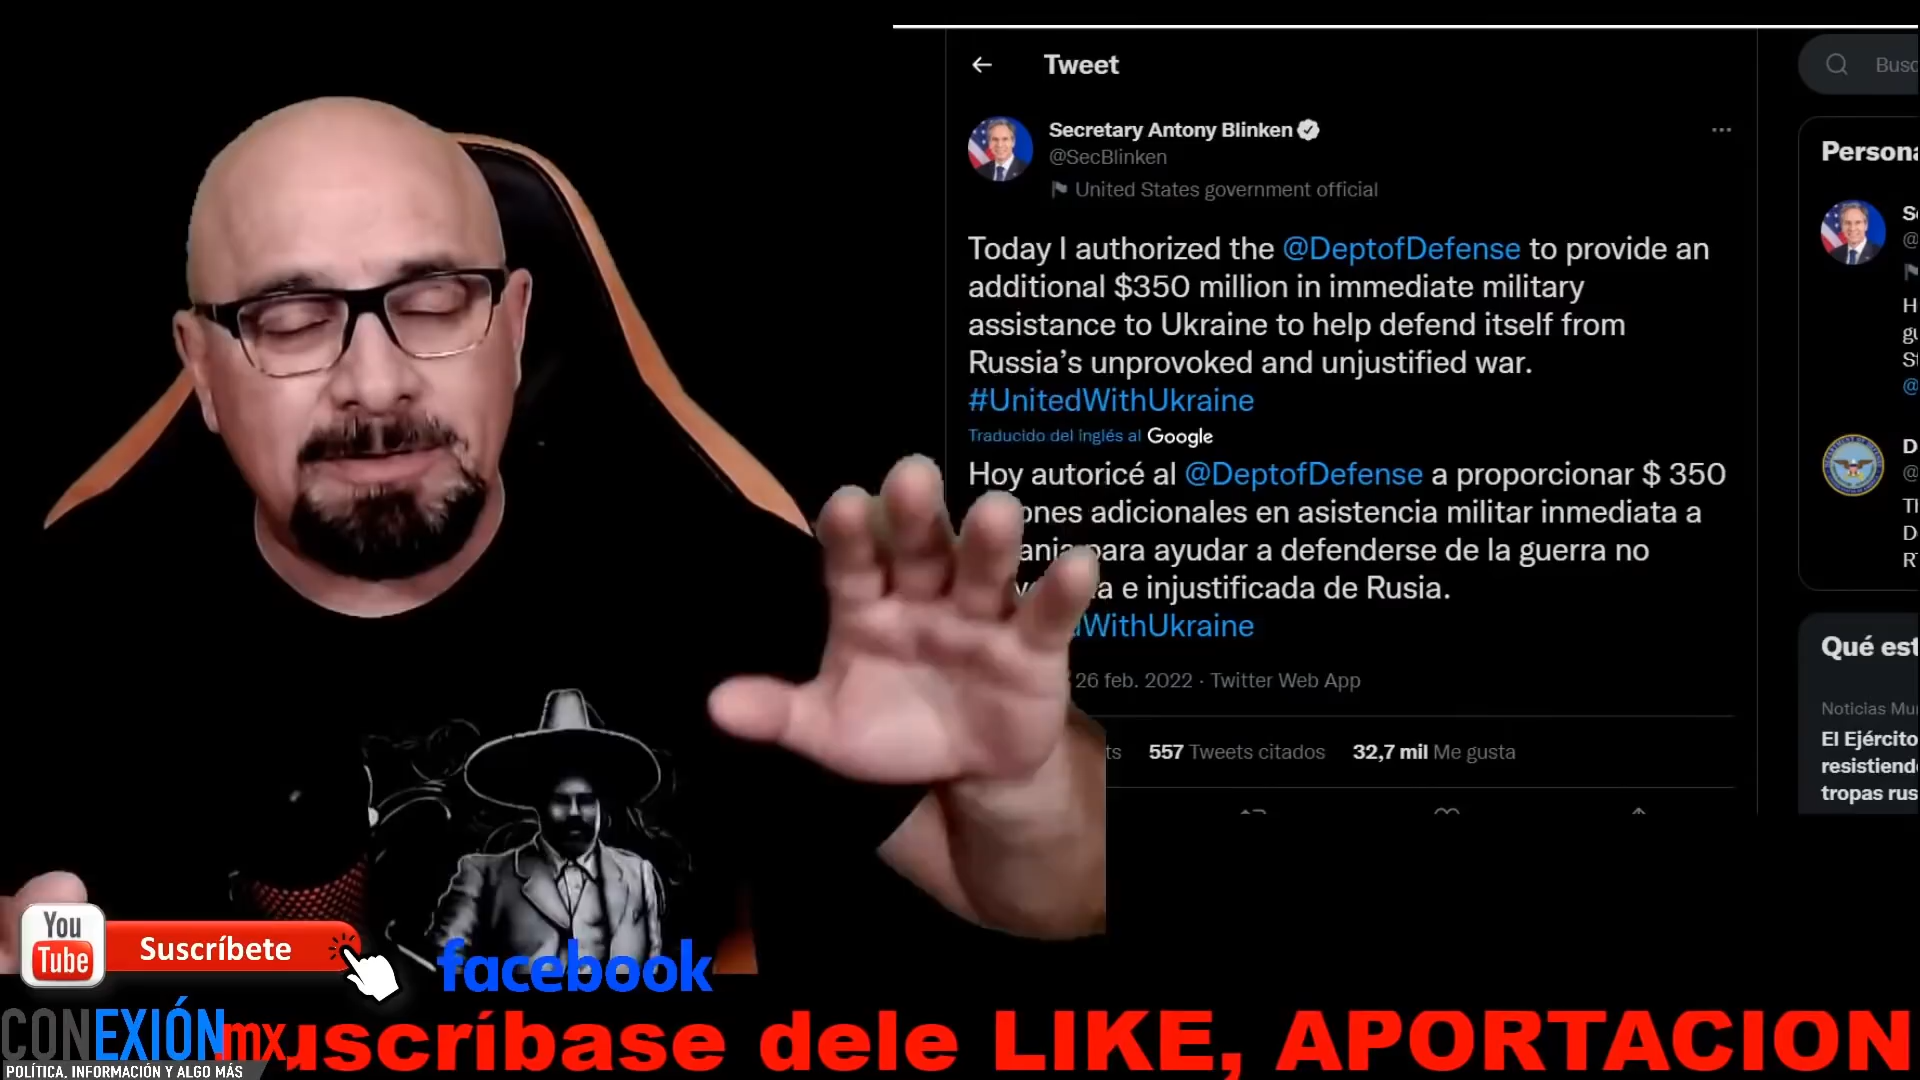 Tweet
Busc
Secretary Antony Blinken
@SecBlinken
United States government official
Today I authorized the @DeptofDefense to provide an
additional $350 million in immediate military
assistance to Ukraine to help defend itself from
Russia's unprovoked and unjustified war.
#UnitedWithUkraine
Traducido del inglés al Google
Hoy autoricé al @DeptofDefense a proporcionar $ 350
ones adicionales en asistencia militar inmediata a
ania para ayudar a defenderse de la guerra no
a e injustificada de Rusia.
WithUkraine
26 feb. 2022 · Twitter Web App
ts 557 Tweets citados 32,7 mil Me gusta
Persona
S
@
H
gu
St
@
D
@
Tl
D
R
Qué est
Noticias Mu
El Ejército
resistiend
tropas rus
You
Tube
Suscríbete
facebook
CONEXIÓN mx
POLÍTICA, INFORMACIÓN Y ALGO MÁS
uscríbase dele LIKE, APORTACION